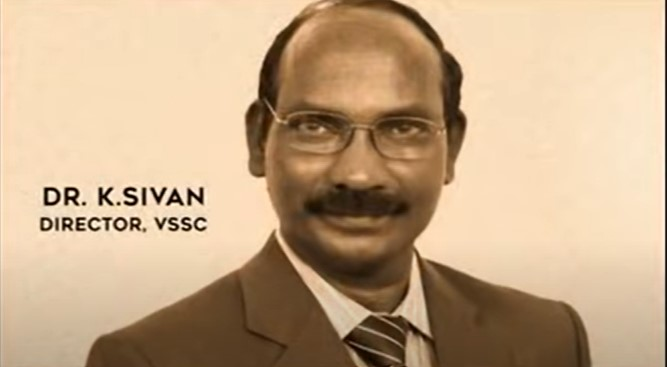 DR. K.SIVAN
DIRECTOR, VSSC